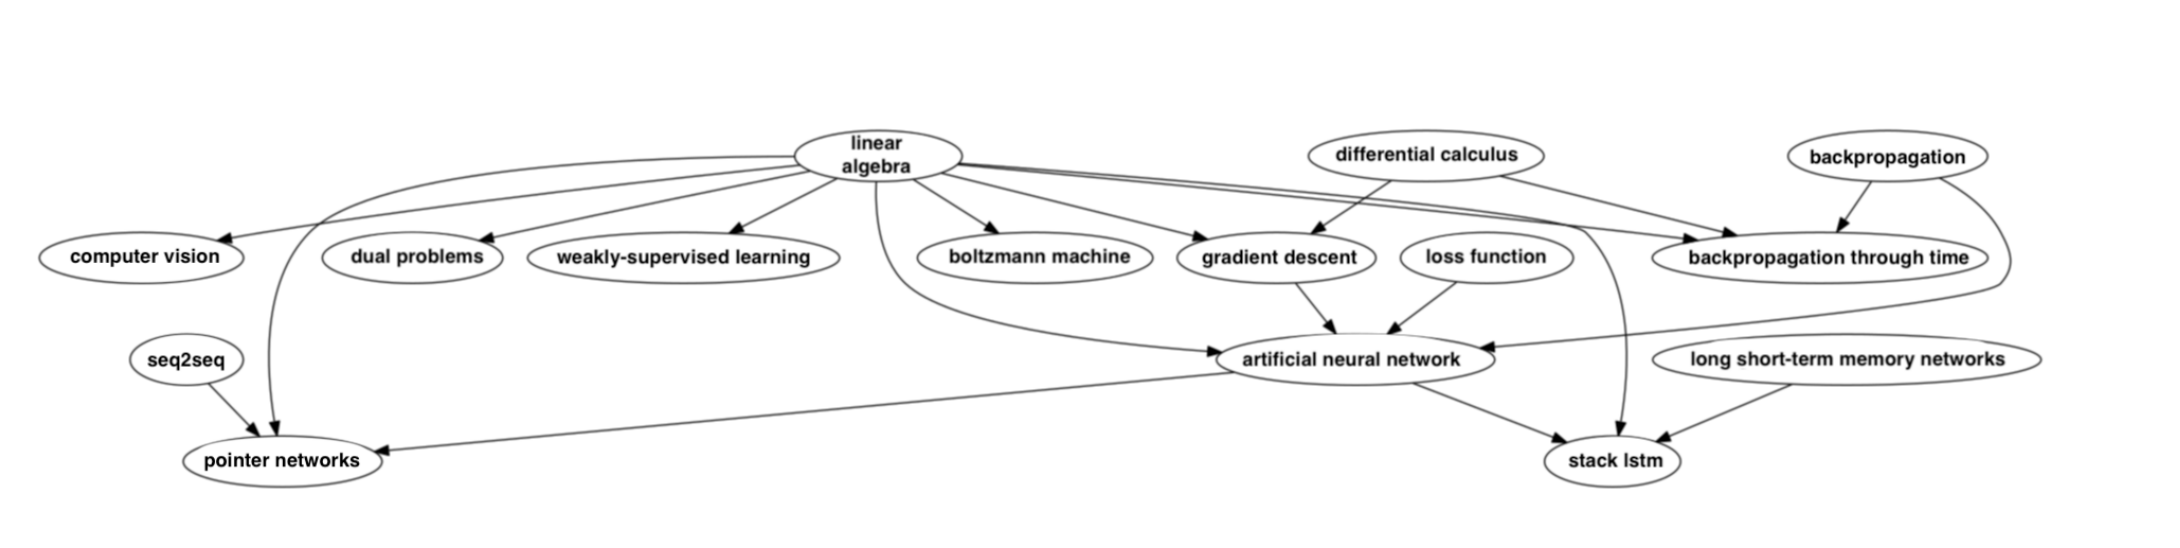 linear
algebra
differential calculus
backpropagation
computer vision
dual problems
weakly-supervised learning
boltzmann machine
gradient descent
loss function
backpropagation through time
seq2seq
artificial neural network
long short-term memory networks
pointer networks
stack lstm